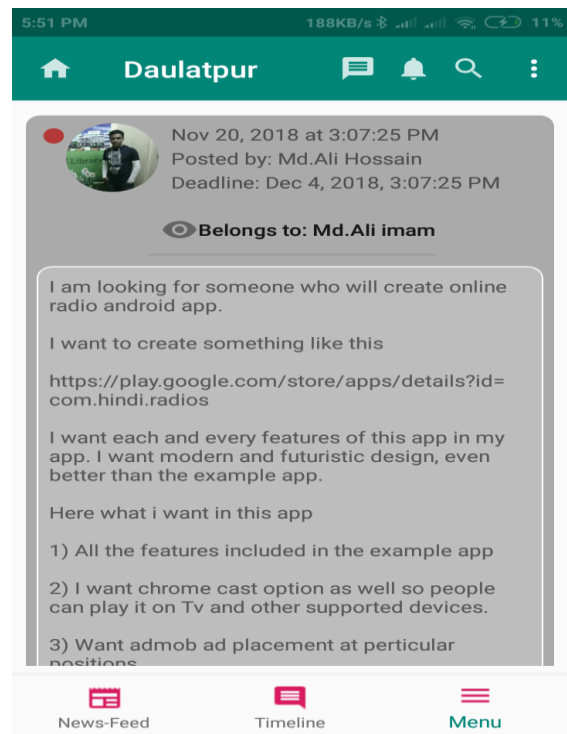 5:51 PM 188KB/s 11%
Daulatpur
Library
Nov 20, 2018 at 3:07:25 PM
Posted by: Md.Ali Hossain
Deadline: Dec 4, 2018, 3:07:25 PM
Belongs to: Md.Ali imam
I am looking for someone who will create online
radio android app.
I want to create something like this
https://play.google.com/store/apps/details?id=
com.hindi.radios
I want each and every features of this app in my
app. I want modern and futuristic design, even
better than the example app.
Here what i want in this app
1) All the features included in the example app
2) I want chrome cast option as well so people
can play it on Tv and other supported devices.
3) Want admob ad placement at perticular
positions
News-Feed
Timeline
Menu